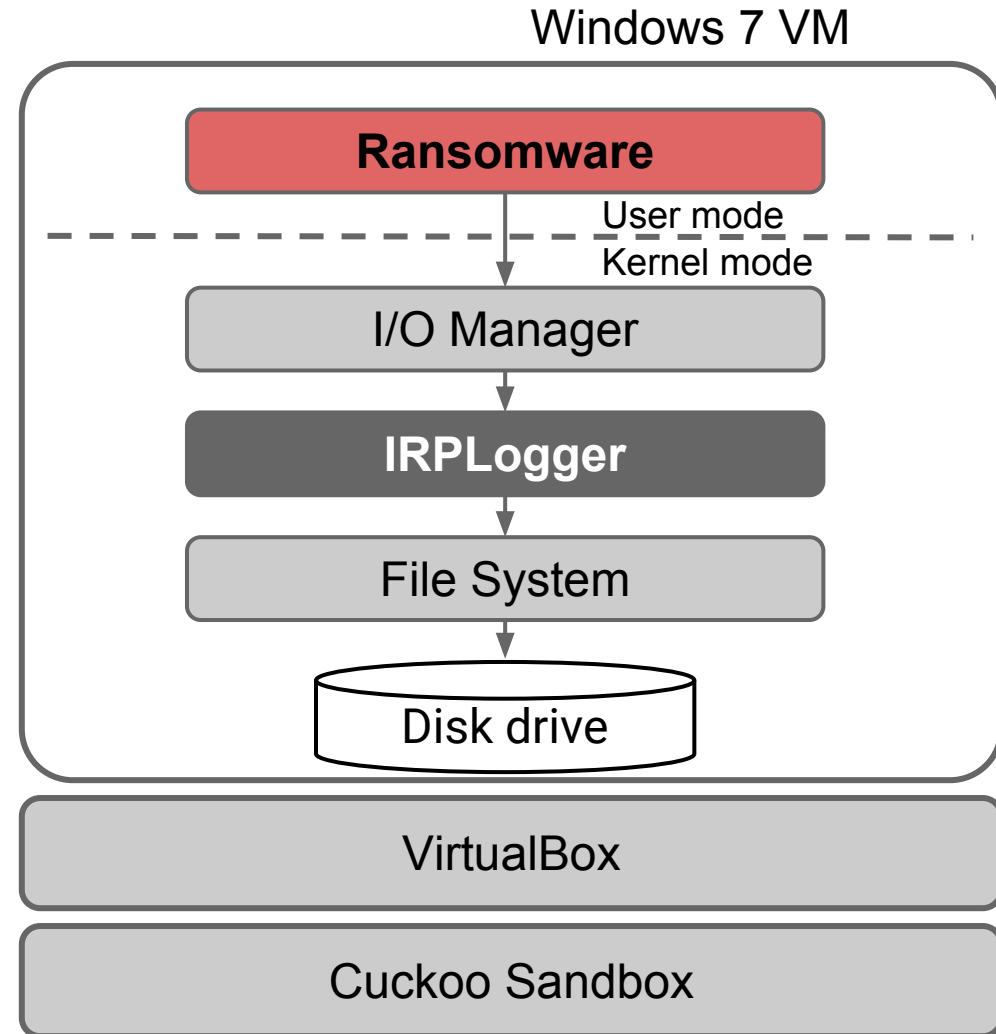 Windows 7 VM
Ransomware
User mode
Kernel mode
I/O Manager
IRPLogger
File System
Disk drive
VirtualBox
Cuckoo Sandbox